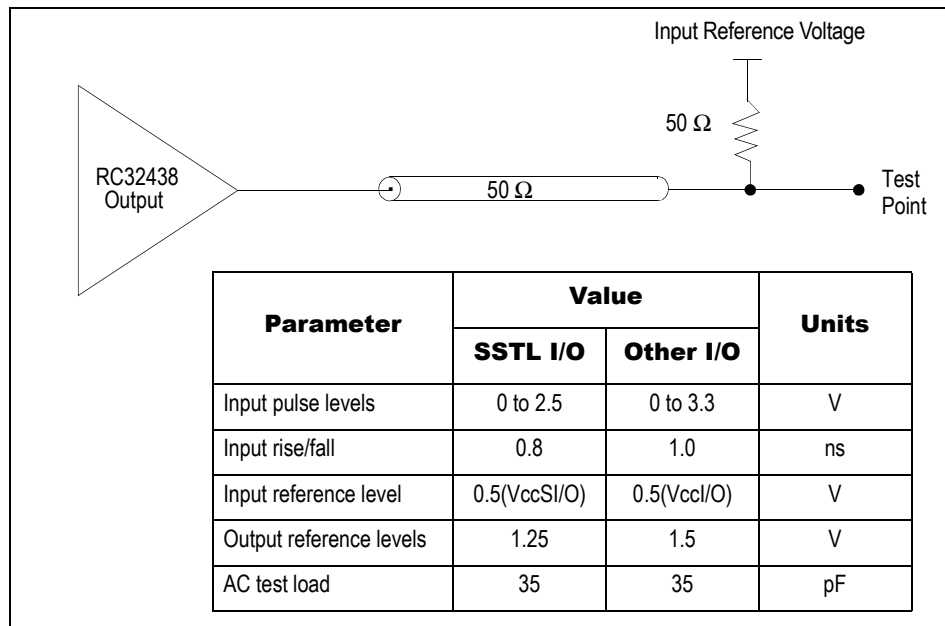 Input Reference Voltage
50 Ω
RC32438
Output
50 Ω
Test
Point
Parameter Value Units
SSTL I/O Other I/O
Input pulse levels 0 to 2.5 0 to 3.3 V
Input rise/fall 0.8 1.0 ns
Input reference level 0.5(VccSI/O) 0.5(VccI/O) V
Output reference levels 1.25 1.5 V
AC test load 35 35 pF